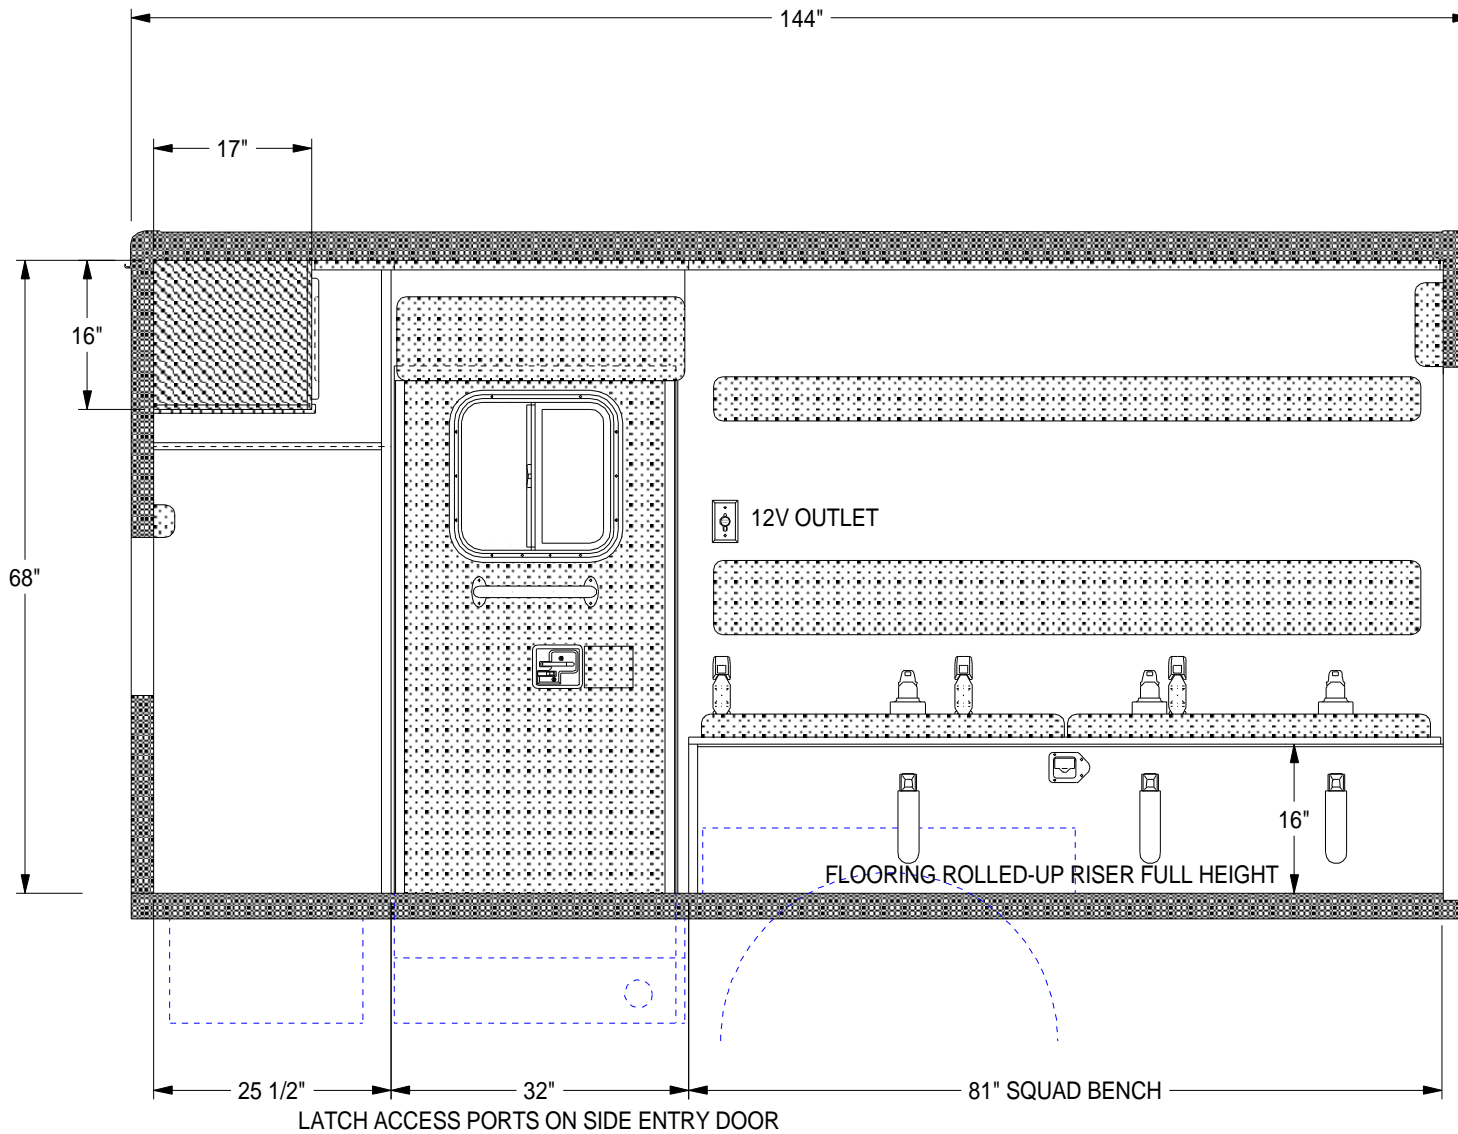 144"
17"
16"
12V OUTLET
68"
16"
FLOORING ROLLED-UP RISER FULL HEIGHT
25 1/2"
32"
81" SQUAD BENCH
LATCH ACCESS PORTS ON SIDE ENTRY DOOR